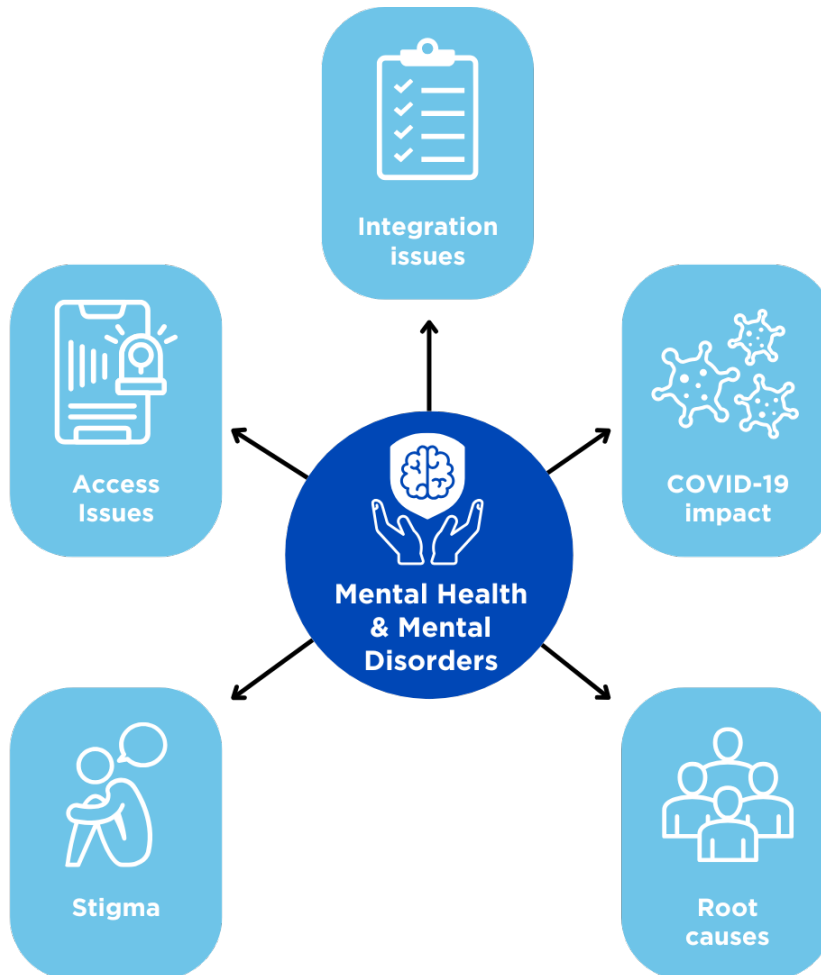 Integration
issues
Access
Issues
COVID-19
impact
Mental Health
& Mental
Disorders
Stigma
Root
causes